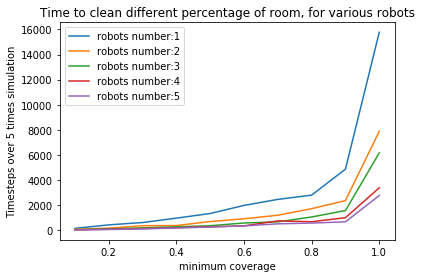 Time to clean different percentage of room, for various robots
robots number:1
robots number:2
robots number:3
robots number:4
robots number:5
Timesteps over 5 times simulation
16000
14000
12000
10000
8000
6000
4000
2000
0
0.2 0.4 0.6 0.8 1.0
minimum coverage